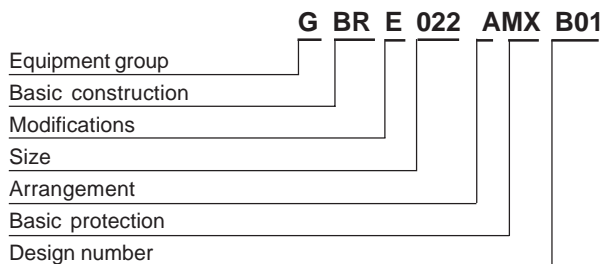 G BR E 022 AMX B01
Equipment group
Basic construction
Modifications
Size
Arrangement
Basic protection
Design number